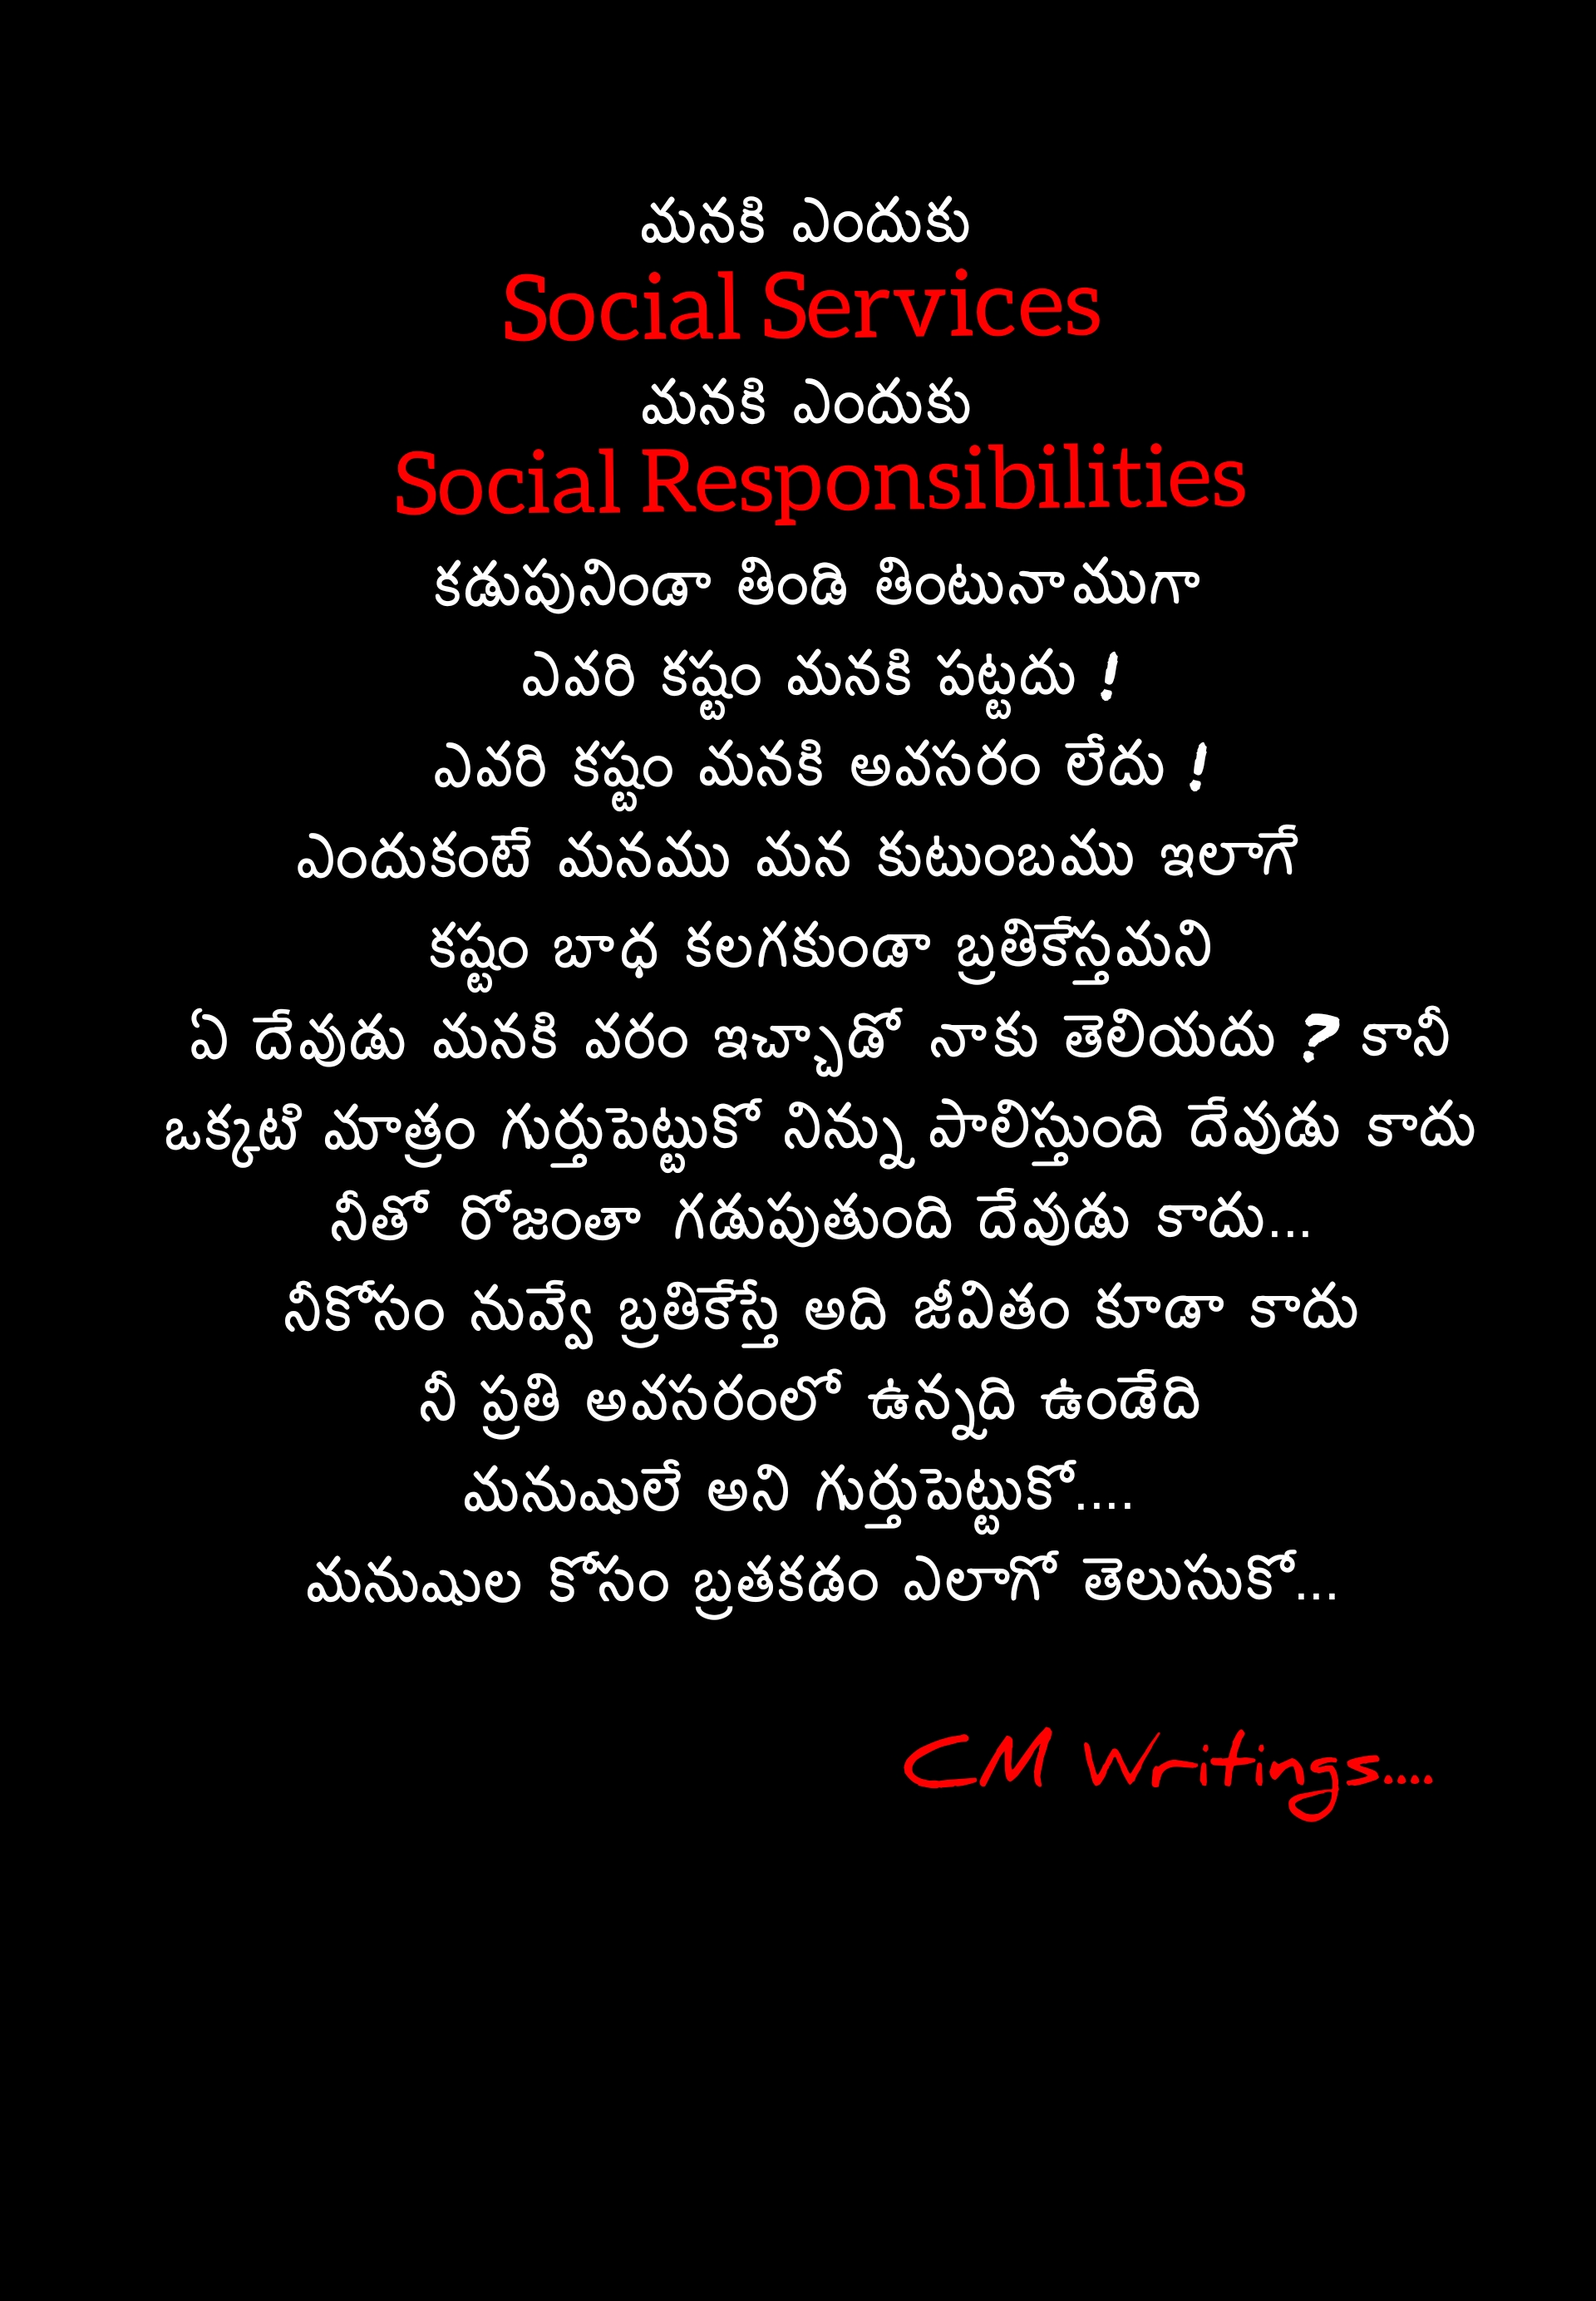 మనకి ఎందుకు
Social Services
మనకి ఎందుకు
Social Responsibilities
కడుపునిండా తిండి తింటునాముగా
ఎవరి కష్టం మనకి పట్టదు !
ఎవరి కష్టం మనకి అవసరం లేదు !
ఎందుకంటే మనము మన కుటుంబము ఇలాగే
కష్టం బాధ కలగకుండా బ్రతికేస్తమని
ఏ దేవుడు మనకి వరం ఇచ్చాడో నాకు తెలియదు ? కానీ
ఒక్కటి మాత్రం గుర్తుపెట్టుకో నిన్ను పాలిస్తుంది దేవుడు కాదు
నీతో రోజంతా గడుపుతుంది దేవుడు కాదు...
నీకోసం నువ్వే బ్రతికేస్తే అది జీవితం కూడా కాదు
నీ ప్రతి అవసరంలో ఉన్నది ఉండేది
మనుషులే అని గుర్తుపెట్టుకో....
మనుషుల కోసం బ్రతకడం ఎలాగో తెలుసుకో...
CM Writings....